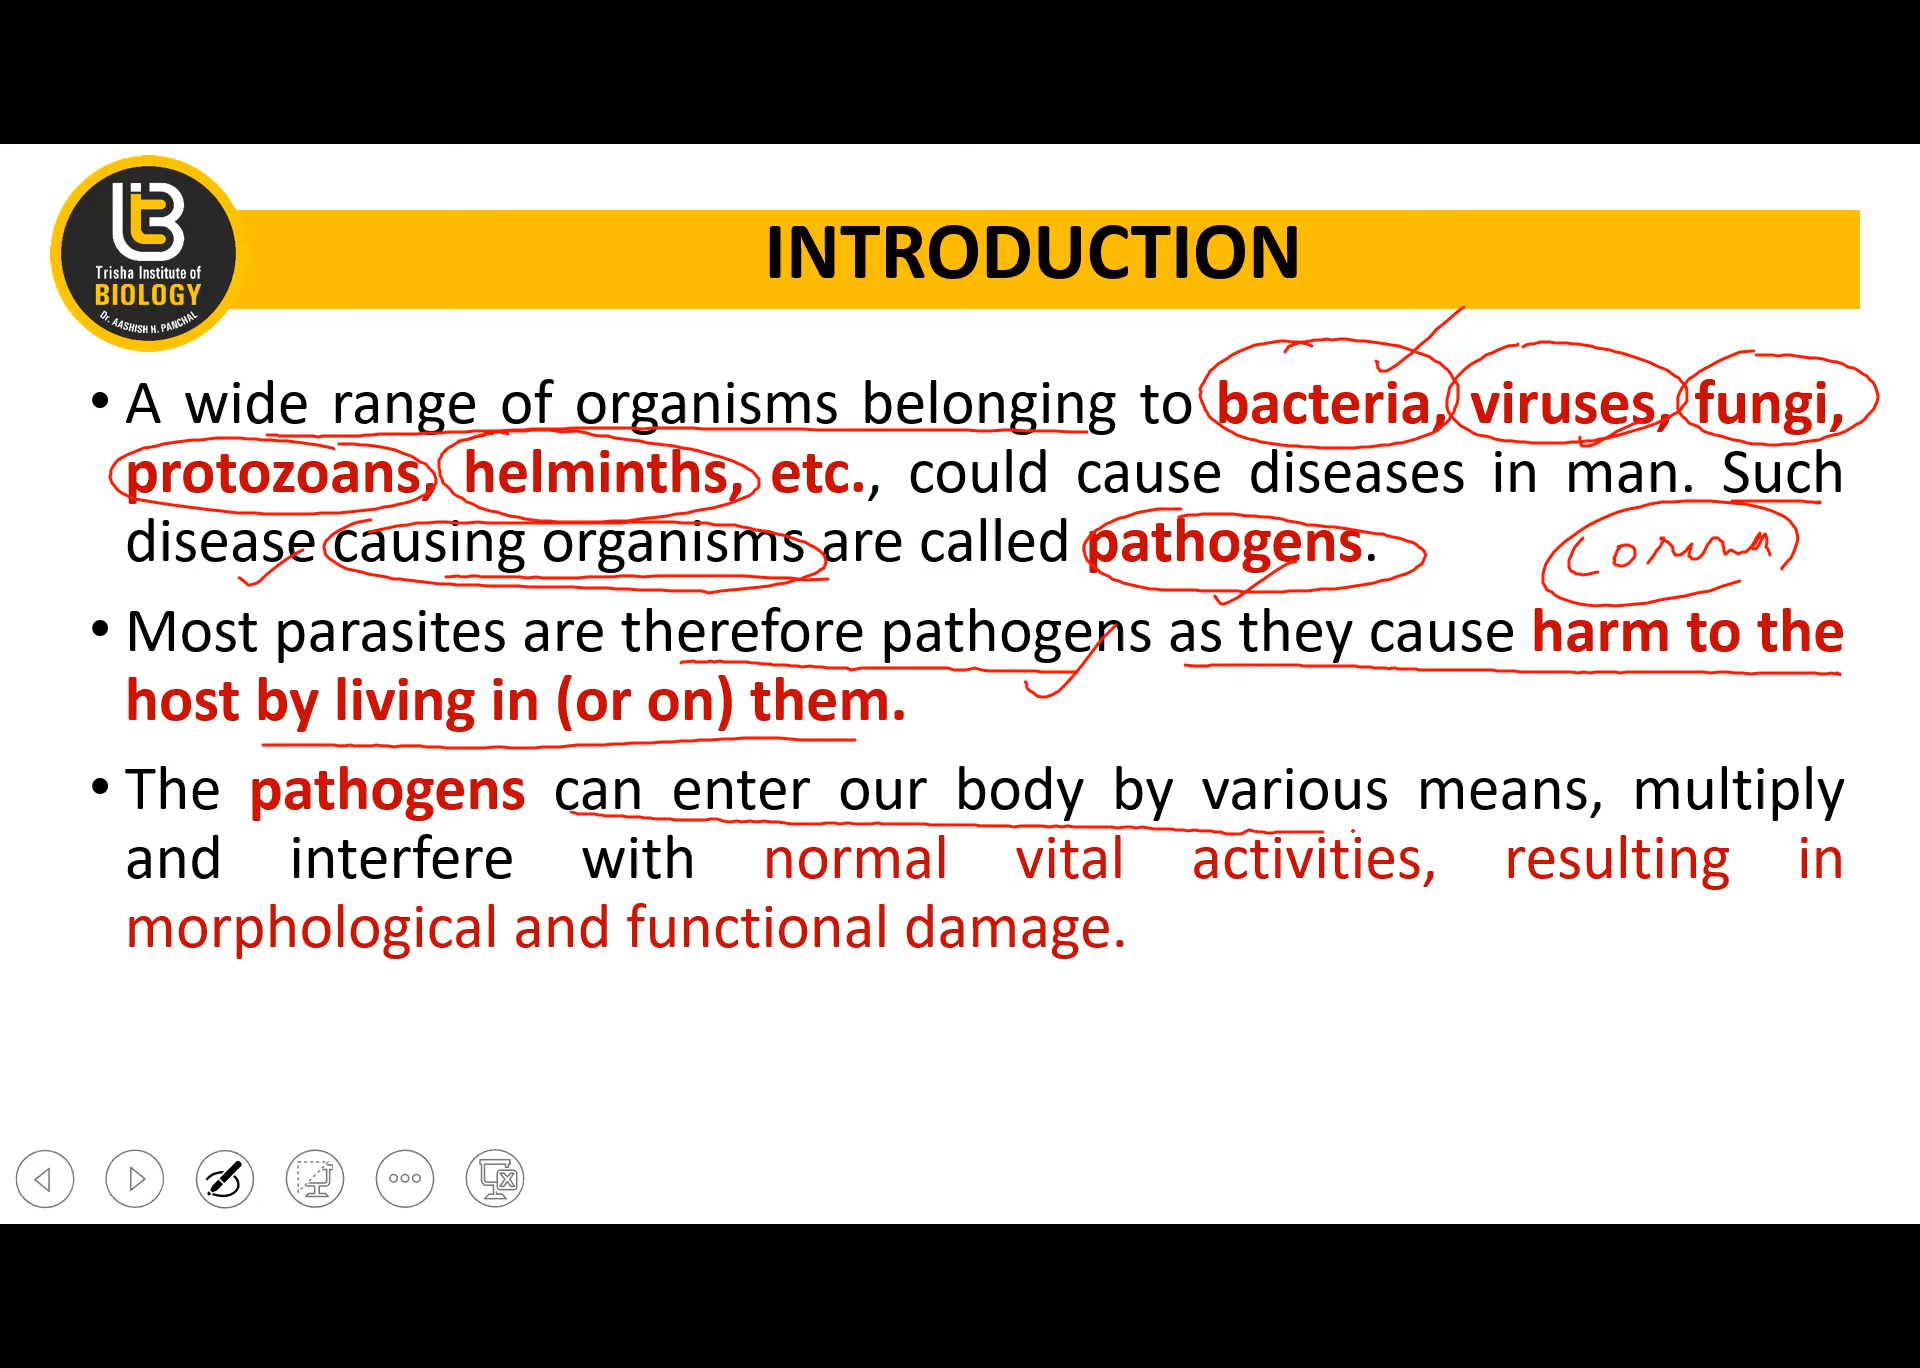 Trisha Institute of
BIOLOGY
Dr. AASHISH H. PANCHAL
INTRODUCTION
• A wide range of organisms belonging to bacteria, viruses, fungi,
protozoans, helminths, etc., could cause diseases in man. Such
disease causing organisms are called pathogens.
• Most parasites are therefore pathogens as they cause harm to the
host by living in (or on) them.
• The pathogens can enter our body by various means, multiply
and interfere with normal vital activities, resulting in
morphological and functional damage.